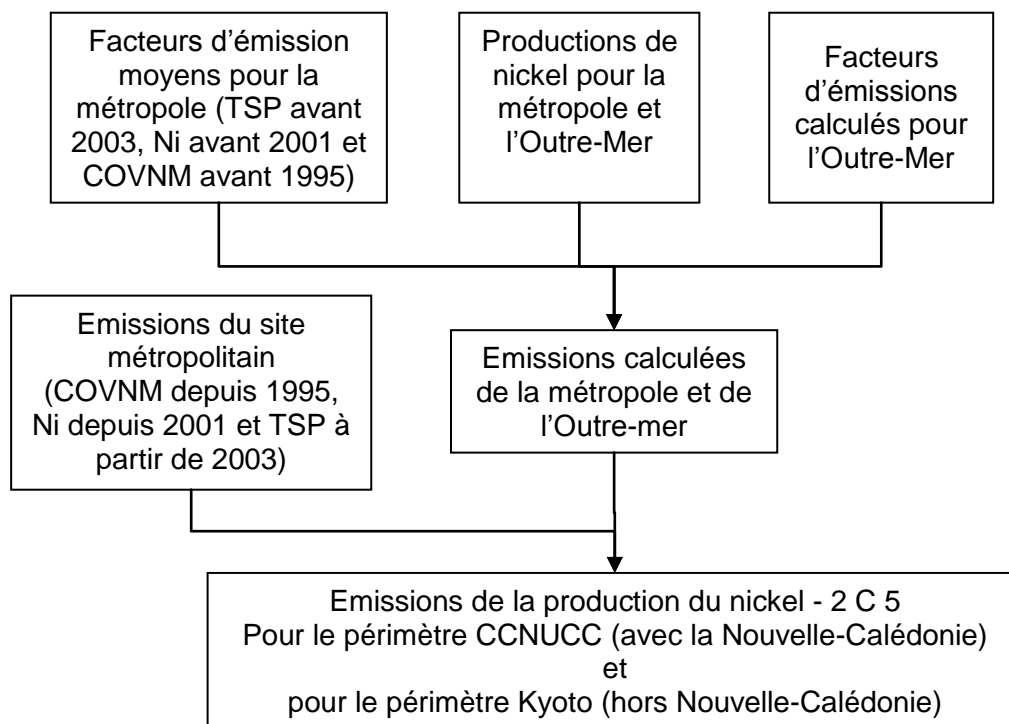 Facteurs d'émission
moyens pour la
métropole (TSP avant
2003, Ni avant 2001 et
COVNM avant 1995)
Productions de
nickel pour la
métropole et
l'Outre-Mer
Facteurs
d'émissions
calculés pour
l'Outre-Mer
Emissions du site
métropolitain
(COVNM depuis 1995,
Ni depuis 2001 et TSP à
partir de 2003)
Emissions calculées
de la métropole et de
l'Outre-mer
Emissions de la production du nickel - 2 C 5
Pour le périmètre CCNUCC (avec la Nouvelle-Calédonie)
et
pour le périmètre Kyoto (hors Nouvelle-Calédonie)